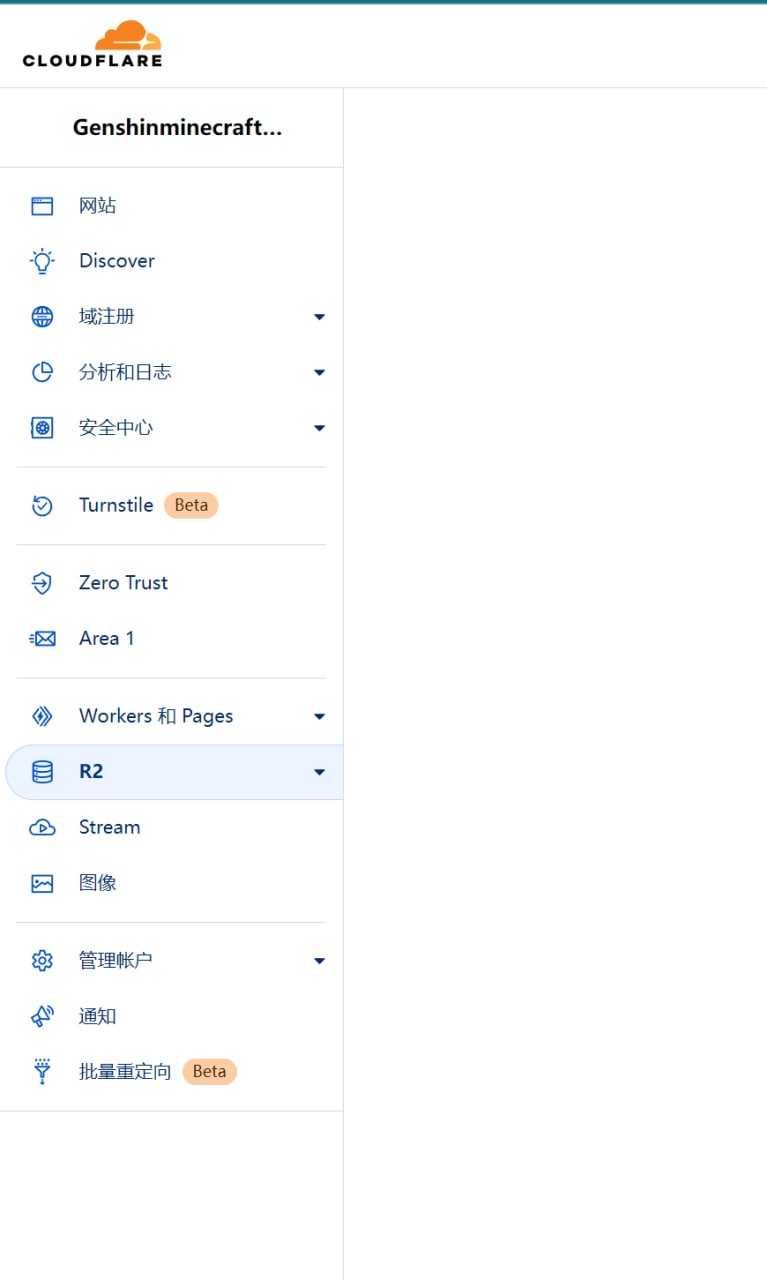 CLOUDFLARE
Genshinminecraft...
网站
Discover
域注册
分析和日志
安全中心
Turnstile Beta
Zero Trust
Area 1
Workers 和 Pages
R2
Stream
图像
管理帐户
通知
批量重定向 Beta